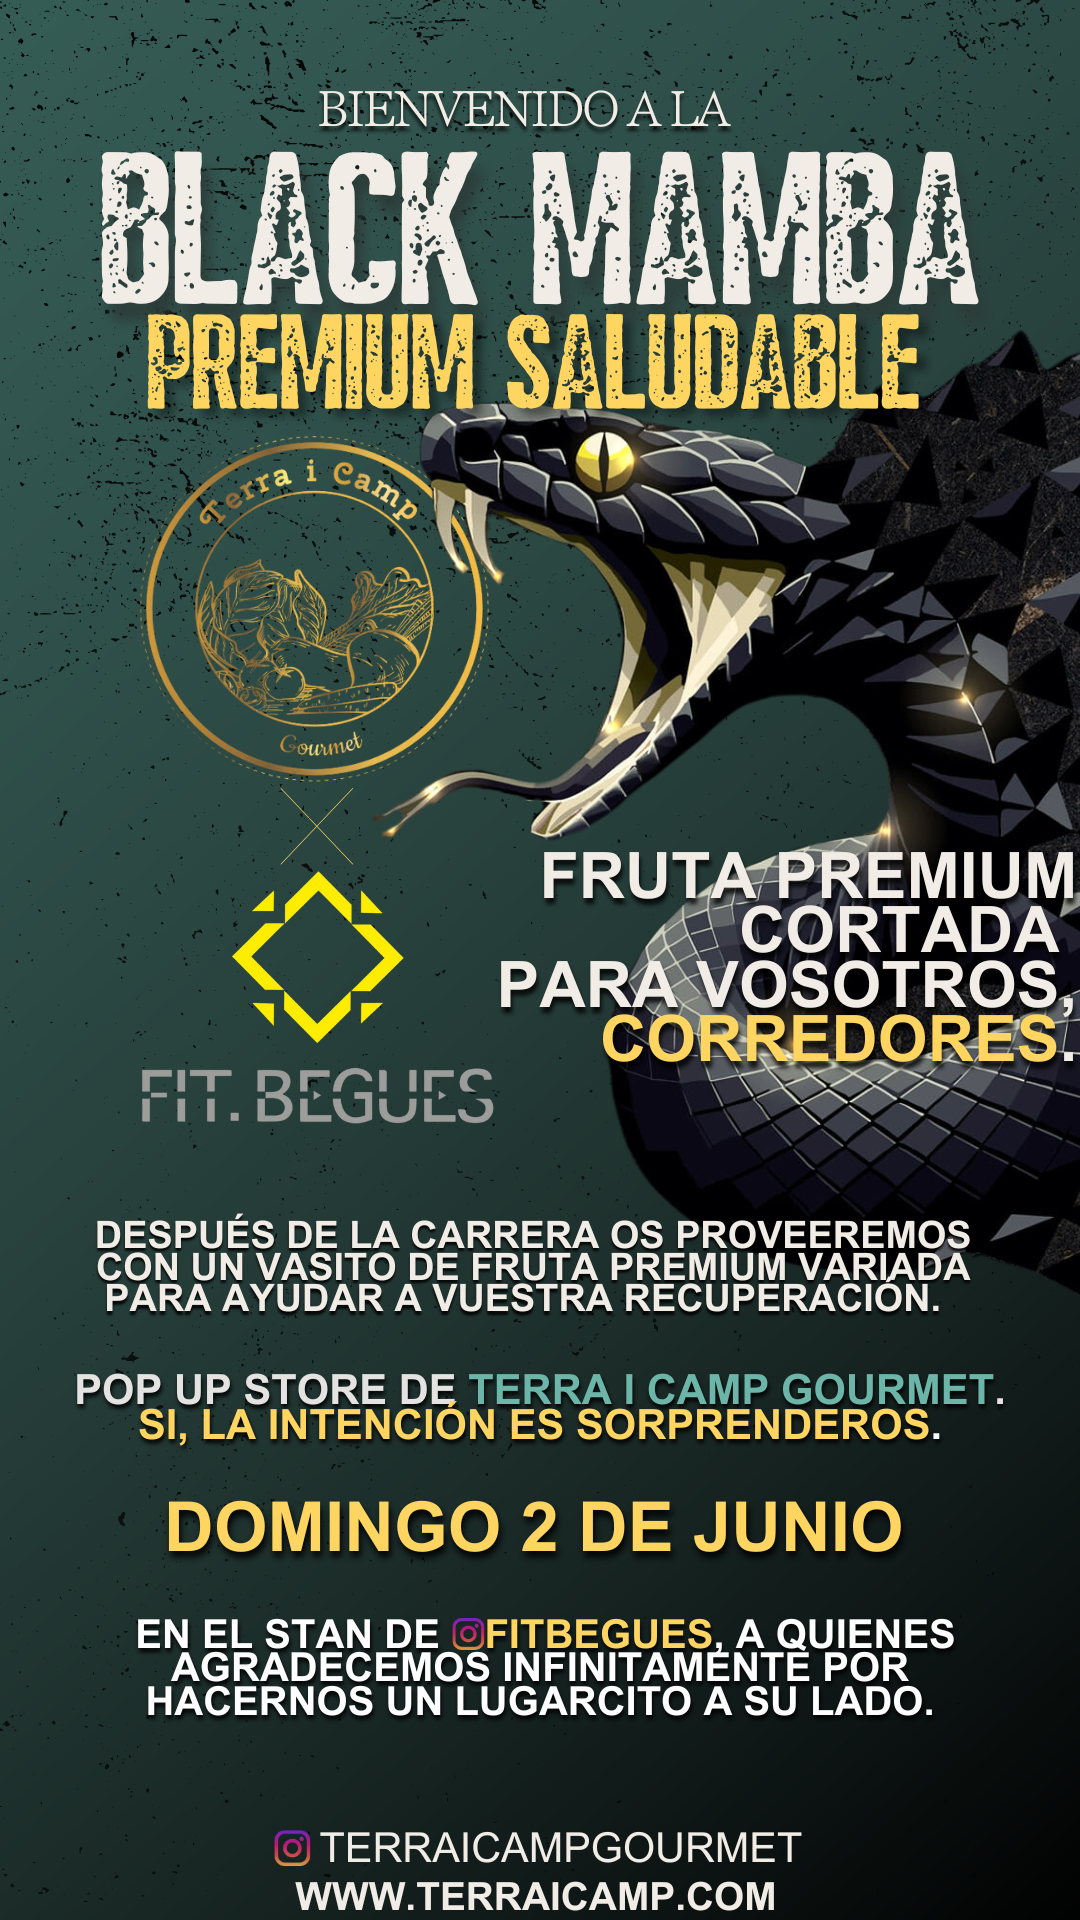 BIENVENIDO A LA
BLACK MAMBA
PREMIUM SALUDABLE
Terra i Camp
Gourmet
FIT. BEGUES
FRUTA PREMIUM
CORTADA
PARA VOSOTROS,
CORREDORES.
DESPUÉS DE LA CARRERA OS PROVEEREMOS
CON UN VASITO DE FRUTA PREMIUM VARIADA
PARA AYUDAR A VUESTRA RECUPERACIÓN.
POP UP STORE DE TERRA I CAMP GOURMET.
SI, LA INTENCIÓN ES SORPRENDEROS.
DOMINGO 2 DE JUNIO
EN EL STAN DE FITBEGUES, A QUIENES
AGRADECEMOS INFINITAMENTE POR
HACERNOS UN LUGARCITO A SU LADO.
TERRAICAMPGOURMET
WWW.TERRAICAMP.COM